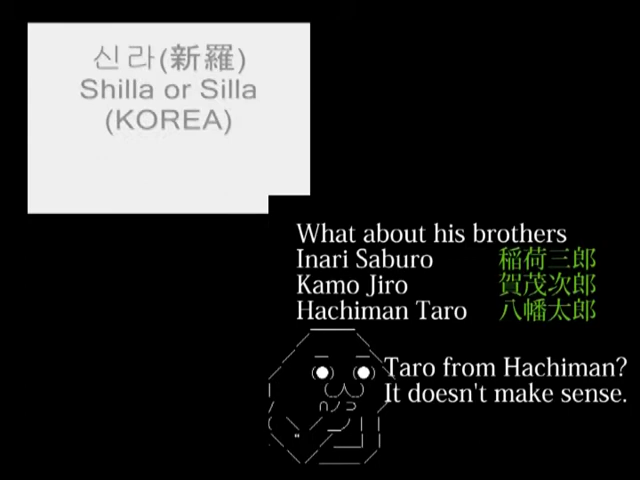 신라(新羅)
Shilla or Silla
(KOREA)
What about his brothers
Inari Saburo 稲荷三郎
Kamo Jiro 賀茂次郎
Hachiman Taro 八幡太郎
Taro from Hachiman?
It doesn't make sense.